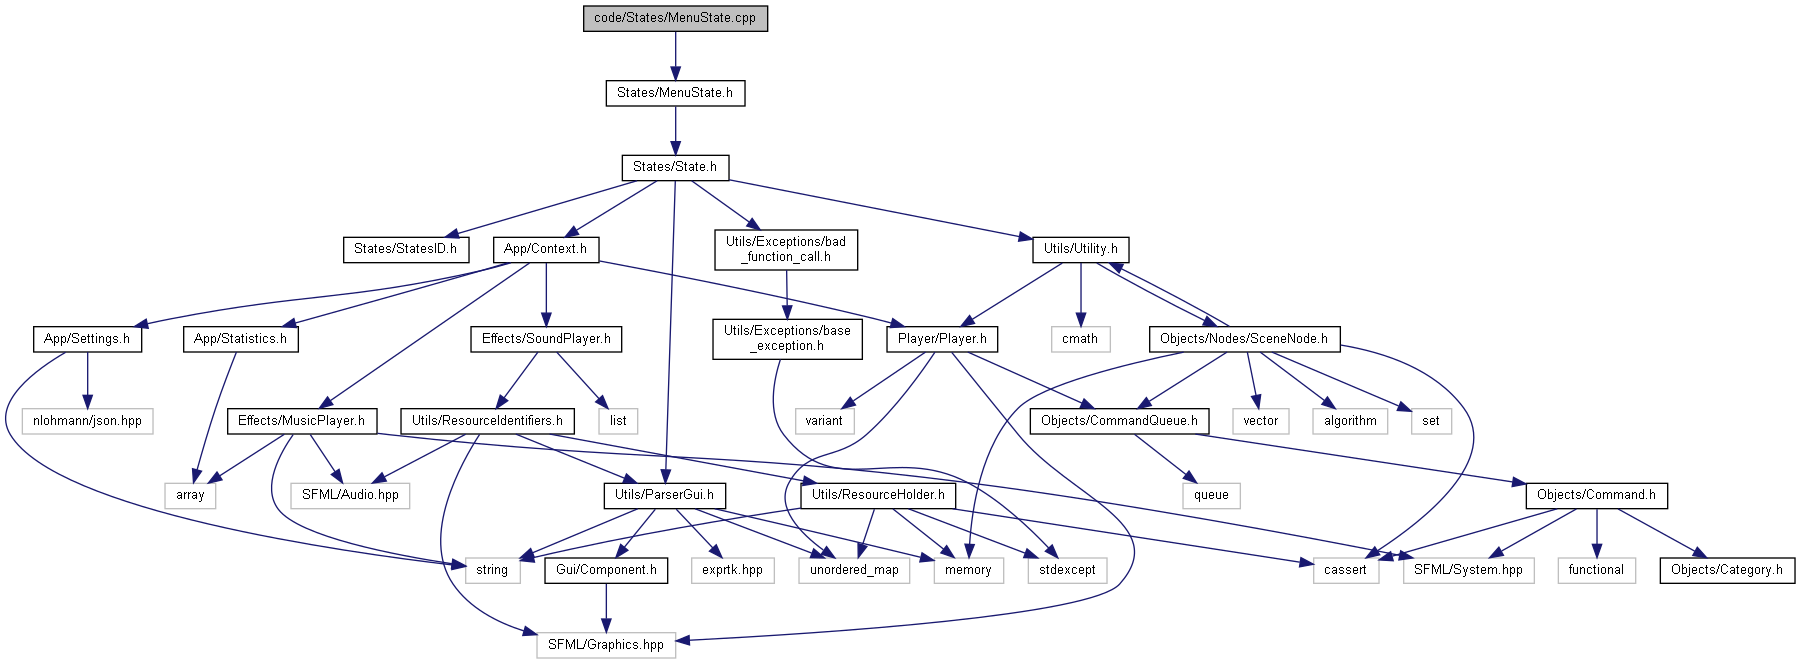 code/States/MenuState.cpp
States/MenuState.h
States/State.h
States/StatesID.h
App/Context.h
Utils/Exceptions/bad
_function_call.h
Utils/Utility.h
App/Settings.h
App/Statistics.h
Effects/SoundPlayer.h
Utils/Exceptions/base
_exception.h
Player/Player.h
cmath
Objects/Nodes/SceneNode.h
nlohmann/json.hpp
Effects/MusicPlayer.h
Utils/ResourceIdentifiers.h
list
variant
Objects/CommandQueue.h
vector
algorithm
set
array
SFML/Audio.hpp
Utils/ParserGui.h
Utils/ResourceHolder.h
queue
Objects/Command.h
string
Gui/Component.h
exprtk.hpp
unordered_map
memory
stdexcept
cassert
SFML/System.hpp
functional
Objects/Category.h
SFML/Graphics.hpp